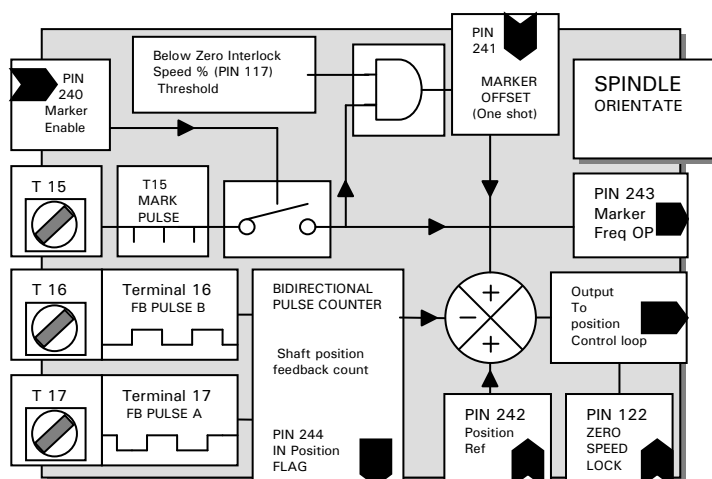 PIN
240
Marker
Enable
Below Zero Interlock
Speed % (PIN 117)
Threshold
PIN
241
MARKER
OFFSET
(One shot)
SPINDLE
ORIENTATE
T 15
T15
MARK
PULSE
PIN 243
Marker
Freq OP
T 16
Terminal 16
FB PULSE B
BIDIRECTIONAL
PULSE COUNTER
Shaft position
feedback count
PIN 244
IN Position
FLAG
+
−
+
Output
To
position
Control loop
T 17
Terminal 17
FB PULSE A
PIN 242
Position
Ref
PIN 122
ZERO
SPEED
LOCK